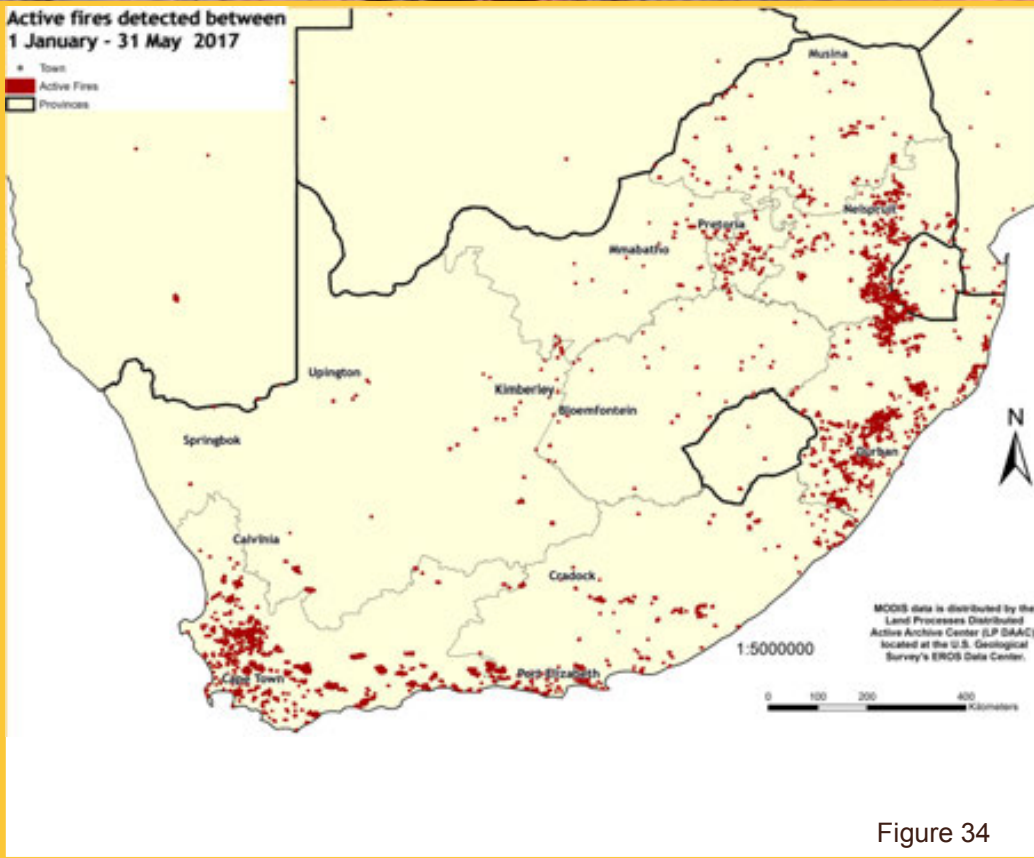 Active fires detected between
1 January - 31 May 2017
Town
Active Fires
Provinces
Musina
Nelspruit
Pretoria
Mmabatho
Upington
Kimberley
Bloemfontein
Springbok
Durban
N
Calvinia
Cradock
MODIS data is distributed by the
Land Processes Distributed
Active Archive Center (LP DAAC)
located at the U.S. Geological
Survey's EROS Data Center.
1:5000000
Cape Town
Port Elizabeth
0 100 200 400
Kilometers
Figure 34